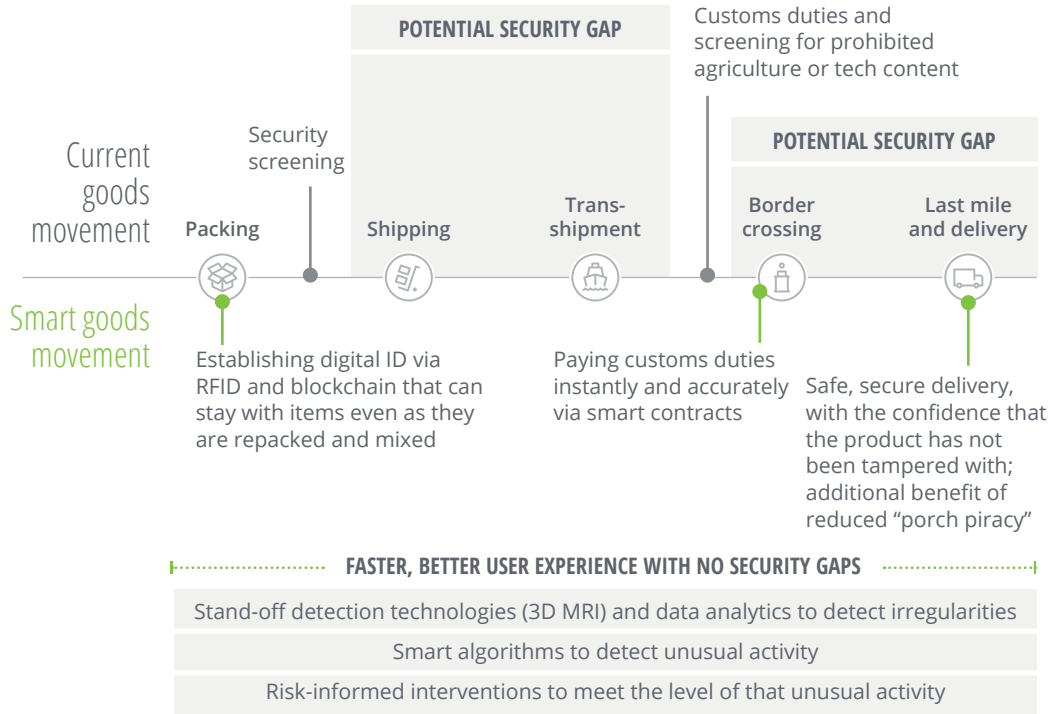 POTENTIAL SECURITY GAP
Customs duties and
screening for prohibited
agriculture or tech content
Current
goods
movement
Security
screening
POTENTIAL SECURITY GAP
Packing
Shipping
Trans-
shipment
Border
crossing
Last mile
and delivery
Smart goods
movement
Establishing digital ID via
RFID and blockchain that can
stay with items even as they
are repacked and mixed
Paying customs duties
instantly and accurately
via smart contracts
Safe, secure delivery,
with the confidence that
the product has not
been tampered with;
additional benefit of
reduced “porch piracy”
FASTER, BETTER USER EXPERIENCE WITH NO SECURITY GAPS
Stand-off detection technologies (3D MRI) and data analytics to detect irregularities
Smart algorithms to detect unusual activity
Risk-informed interventions to meet the level of that unusual activity